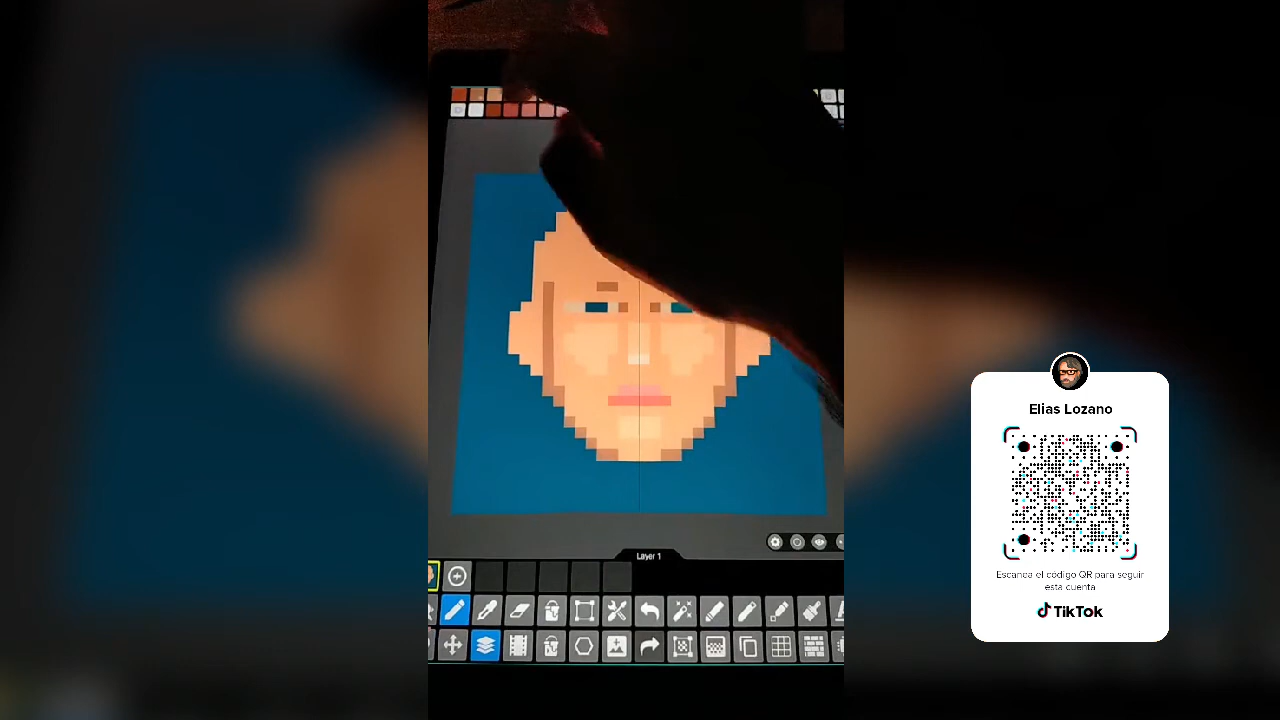 Layer 1
Elias Lozano
Escanea el código QR para seguir
esta cuenta
TikTok